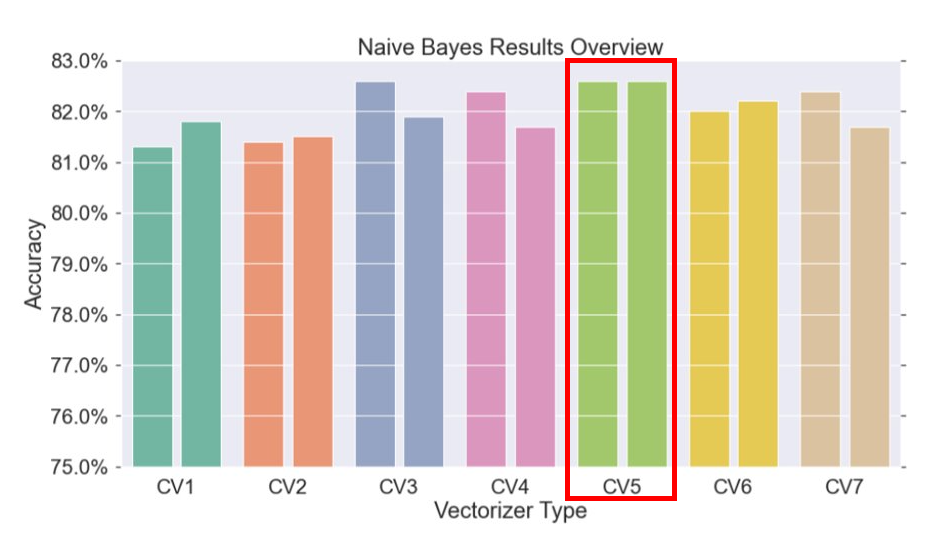 Naive Bayes Results Overview
83.0%
82.0%
81.0%
80.0%
79.0%
78.0%
77.0%
76.0%
75.0%
Accuracy
CV1 CV2 CV3 CV4 CV5 CV6 CV7
Vectorizer Type